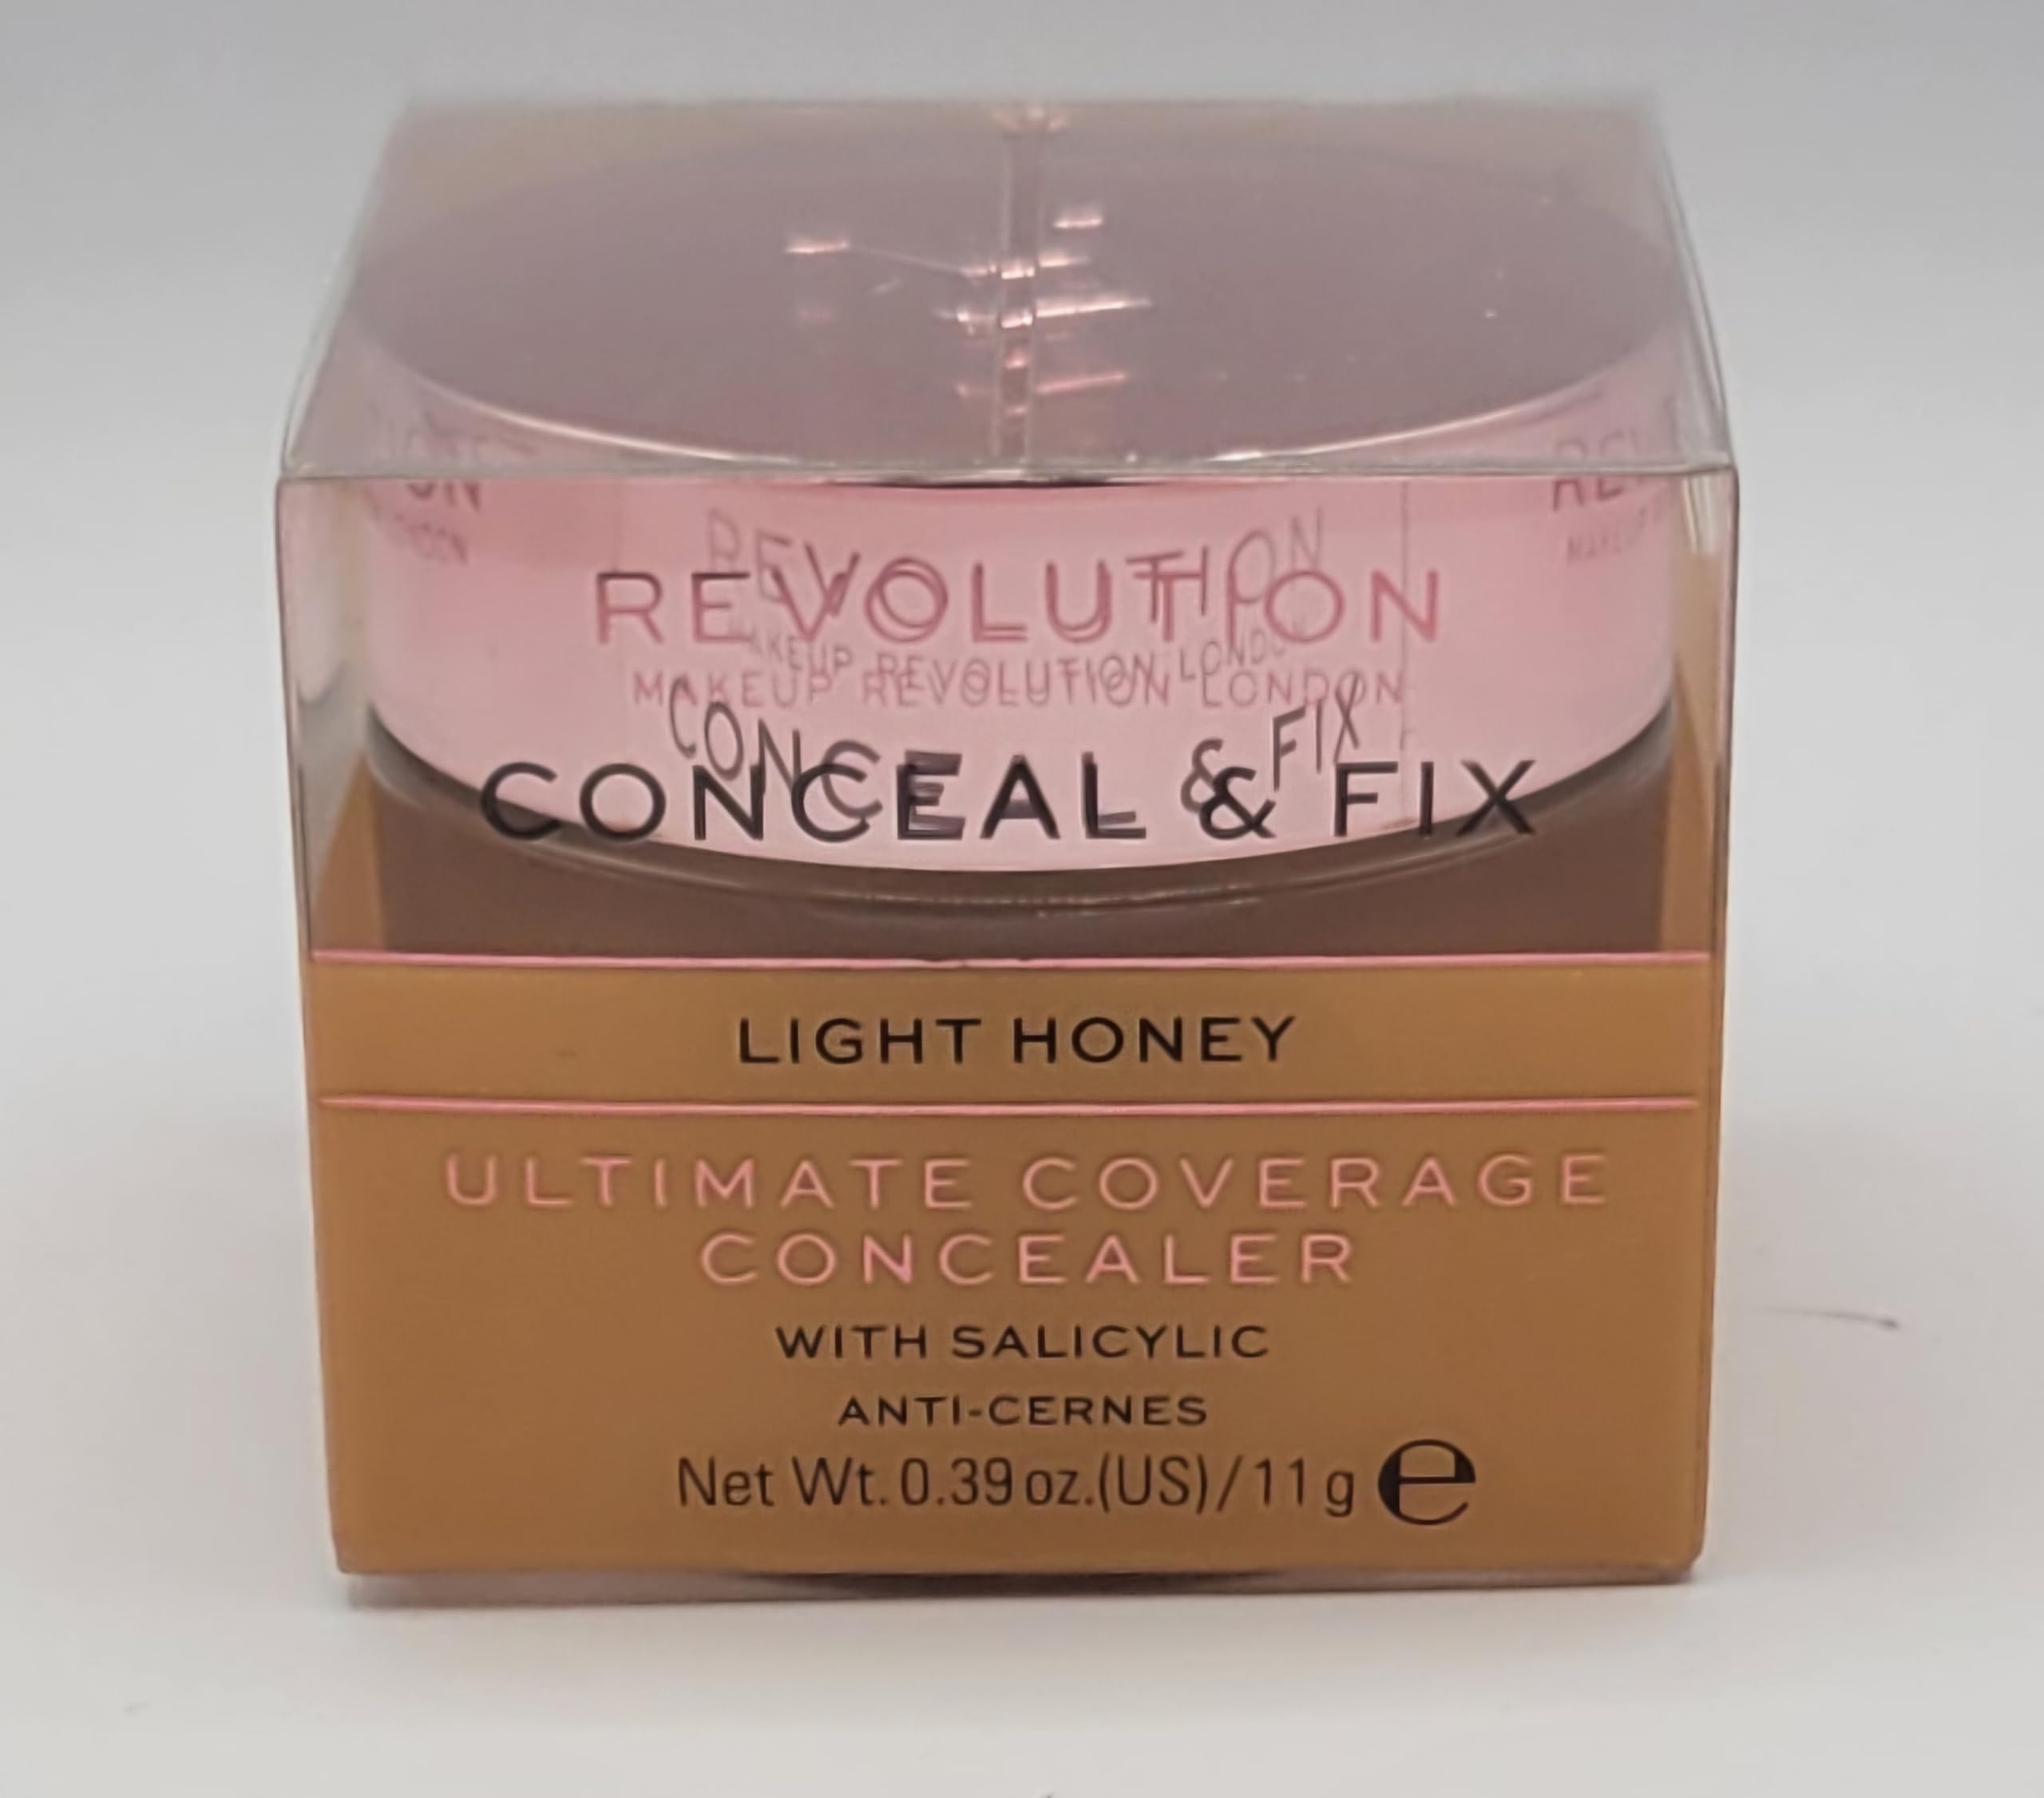 REVOLUTION
MAKEUP REVOLUTION LONDON
CONCEAL & FIX
LIGHT HONEY
ULTIMATE COVERAGE
CONCEALER
WITH SALICYLIC
ANTI-CERNES
Net Wt. 0.39 oz.(US)/11 g ℮